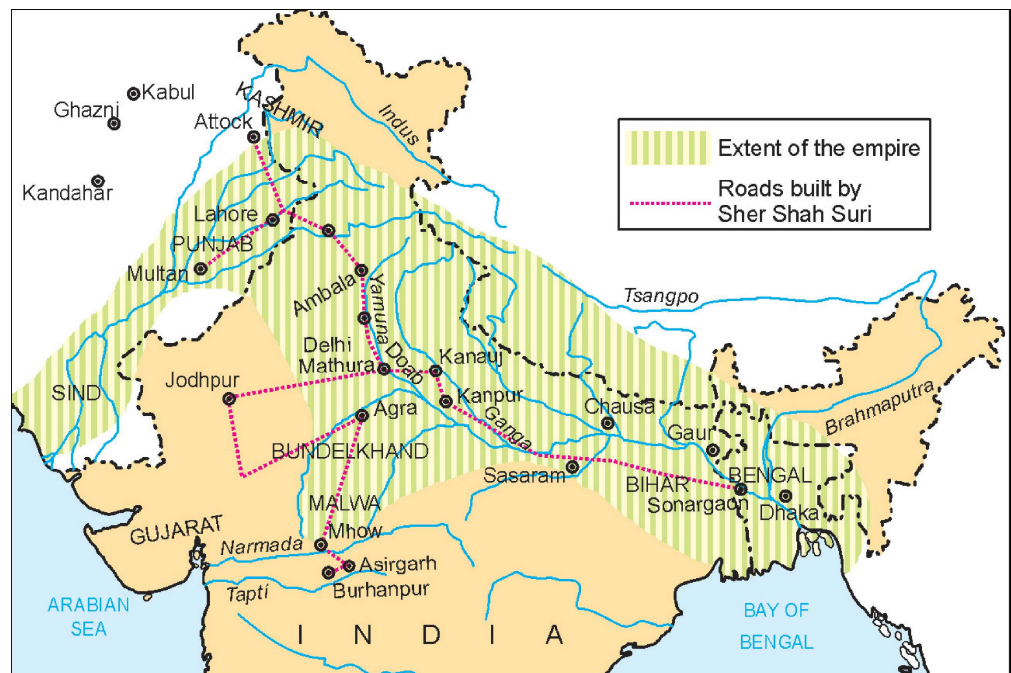 Kabul
Ghazni
KASHMIR
Attock
Indus
Kandahar
Extent of the empire
Roads built by
Sher Shah Suri
Lahore
PUNJAB
Multan
Ambala
Yamuna
Tsangpo
Delhi
Doab
Mathura
Kanauj
Jodhpur
SIND
Kanpur
Agra
Ganga
Chausa
Brahmaputra
Gaur
BUNDELKHAND
Sasaram
BIHAR
BENGAL
Sonargaon
Dhaka
MALWA
GUJARAT
Narmada
Mhow
Asirgarh
Tapti
Burhanpur
ARABIAN
SEA
BAY OF
BENGAL
INDIA